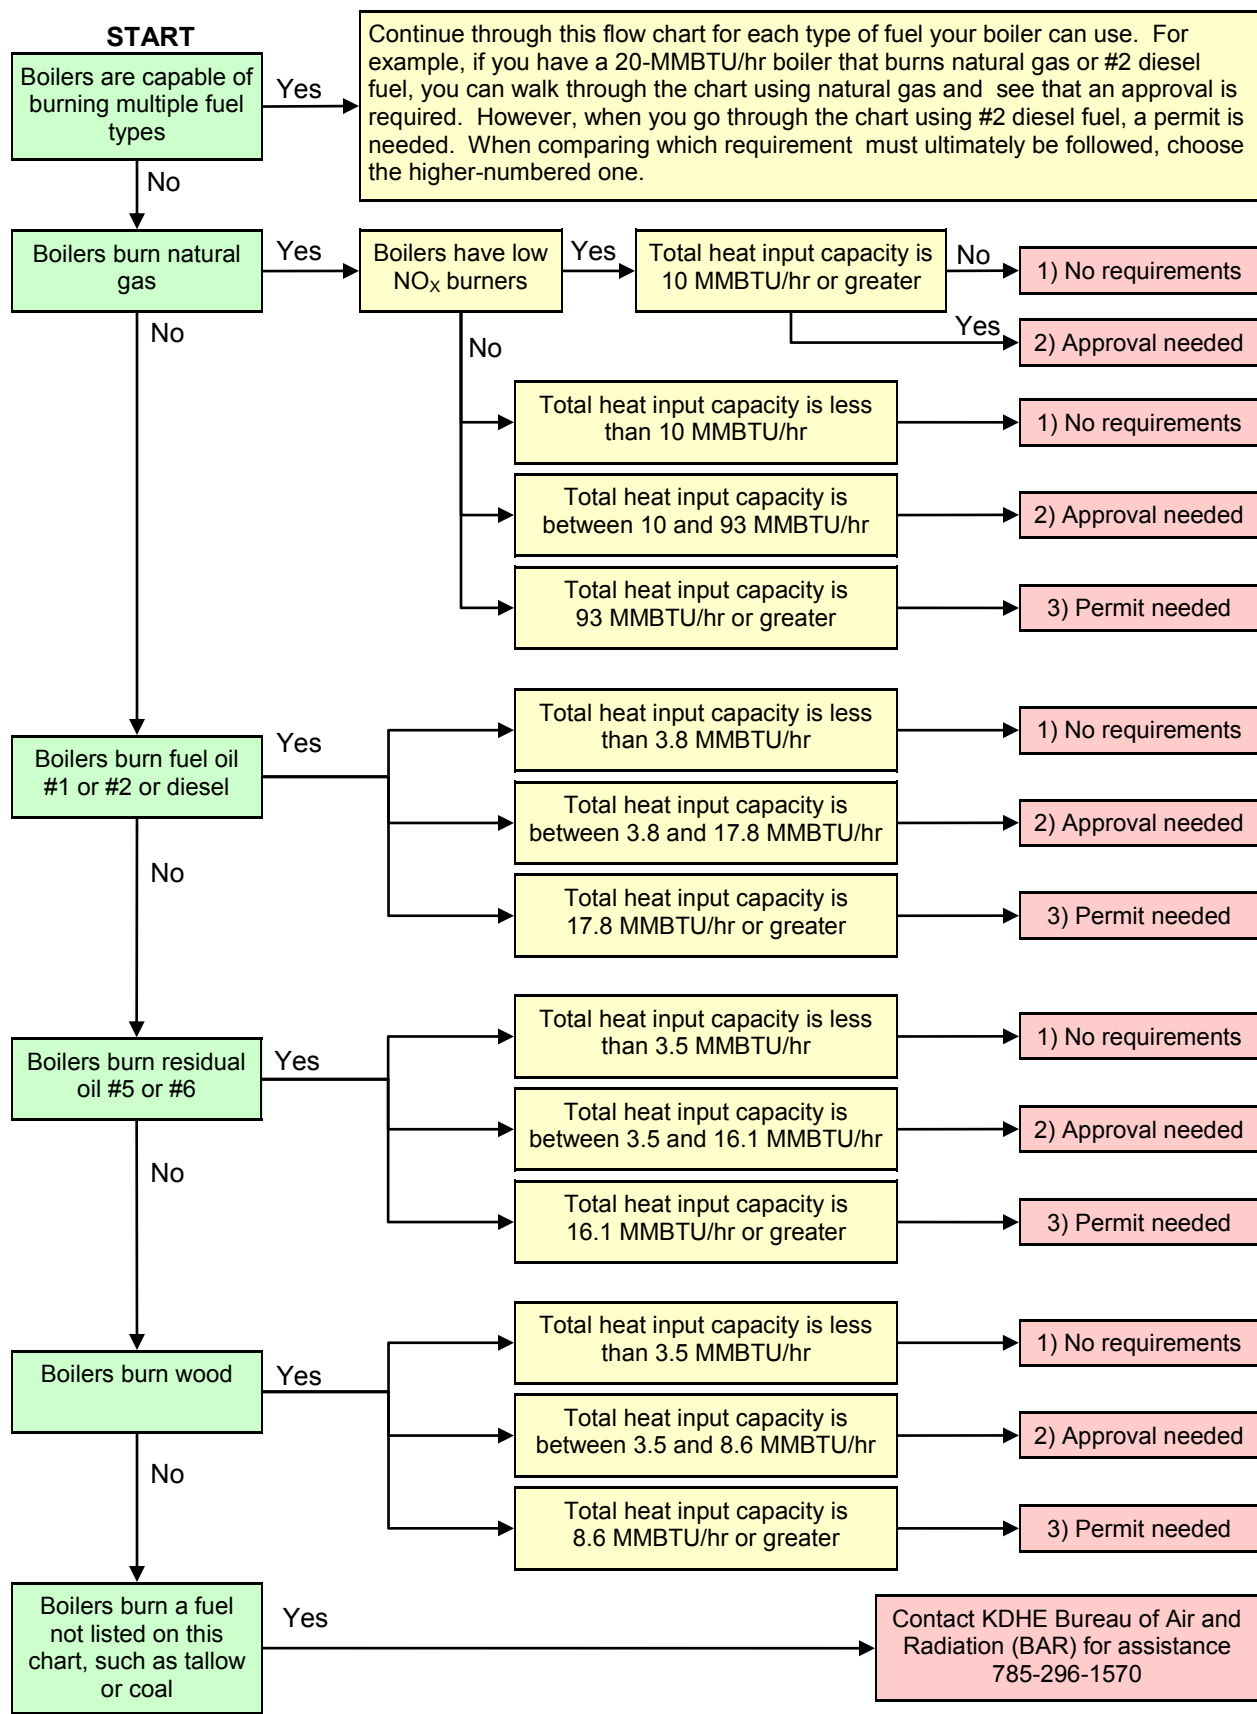 START
Boilers are capable of
burning multiple fuel
types
Yes
Continue through this flow chart for each type of fuel your boiler can use. For
example, if you have a 20-MMBTU/hr boiler that burns natural gas or #2 diesel
fuel, you can walk through the chart using natural gas and see that an approval is
required. However, when you go through the chart using #2 diesel fuel, a permit is
needed. When comparing which requirement must ultimately be followed, choose
the higher-numbered one.
No
Boilers burn natural
gas
Yes
Boilers have low
NOX burners
Yes
Total heat input capacity is
10 MMBTU/hr or greater
No
1) No requirements
Yes
2) Approval needed
No
No
Total heat input capacity is less
than 10 MMBTU/hr
1) No requirements
Total heat input capacity is
between 10 and 93 MMBTU/hr
2) Approval needed
Total heat input capacity is
93 MMBTU/hr or greater
3) Permit needed
Boilers burn fuel oil
#1 or #2 or diesel
Yes
Total heat input capacity is less
than 3.8 MMBTU/hr
1) No requirements
Total heat input capacity is
between 3.8 and 17.8 MMBTU/hr
2) Approval needed
No
Total heat input capacity is
17.8 MMBTU/hr or greater
3) Permit needed
Boilers burn residual
oil #5 or #6
Yes
Total heat input capacity is less
than 3.5 MMBTU/hr
1) No requirements
Total heat input capacity is
between 3.5 and 16.1 MMBTU/hr
2) Approval needed
No
Total heat input capacity is
16.1 MMBTU/hr or greater
3) Permit needed
Boilers burn wood
Yes
Total heat input capacity is less
than 3.5 MMBTU/hr
1) No requirements
Total heat input capacity is
between 3.5 and 8.6 MMBTU/hr
2) Approval needed
No
Total heat input capacity is
8.6 MMBTU/hr or greater
3) Permit needed
Boilers burn a fuel
not listed on this
chart, such as tallow
or coal
Yes
Contact KDHE Bureau of Air and
Radiation (BAR) for assistance
785-296-1570